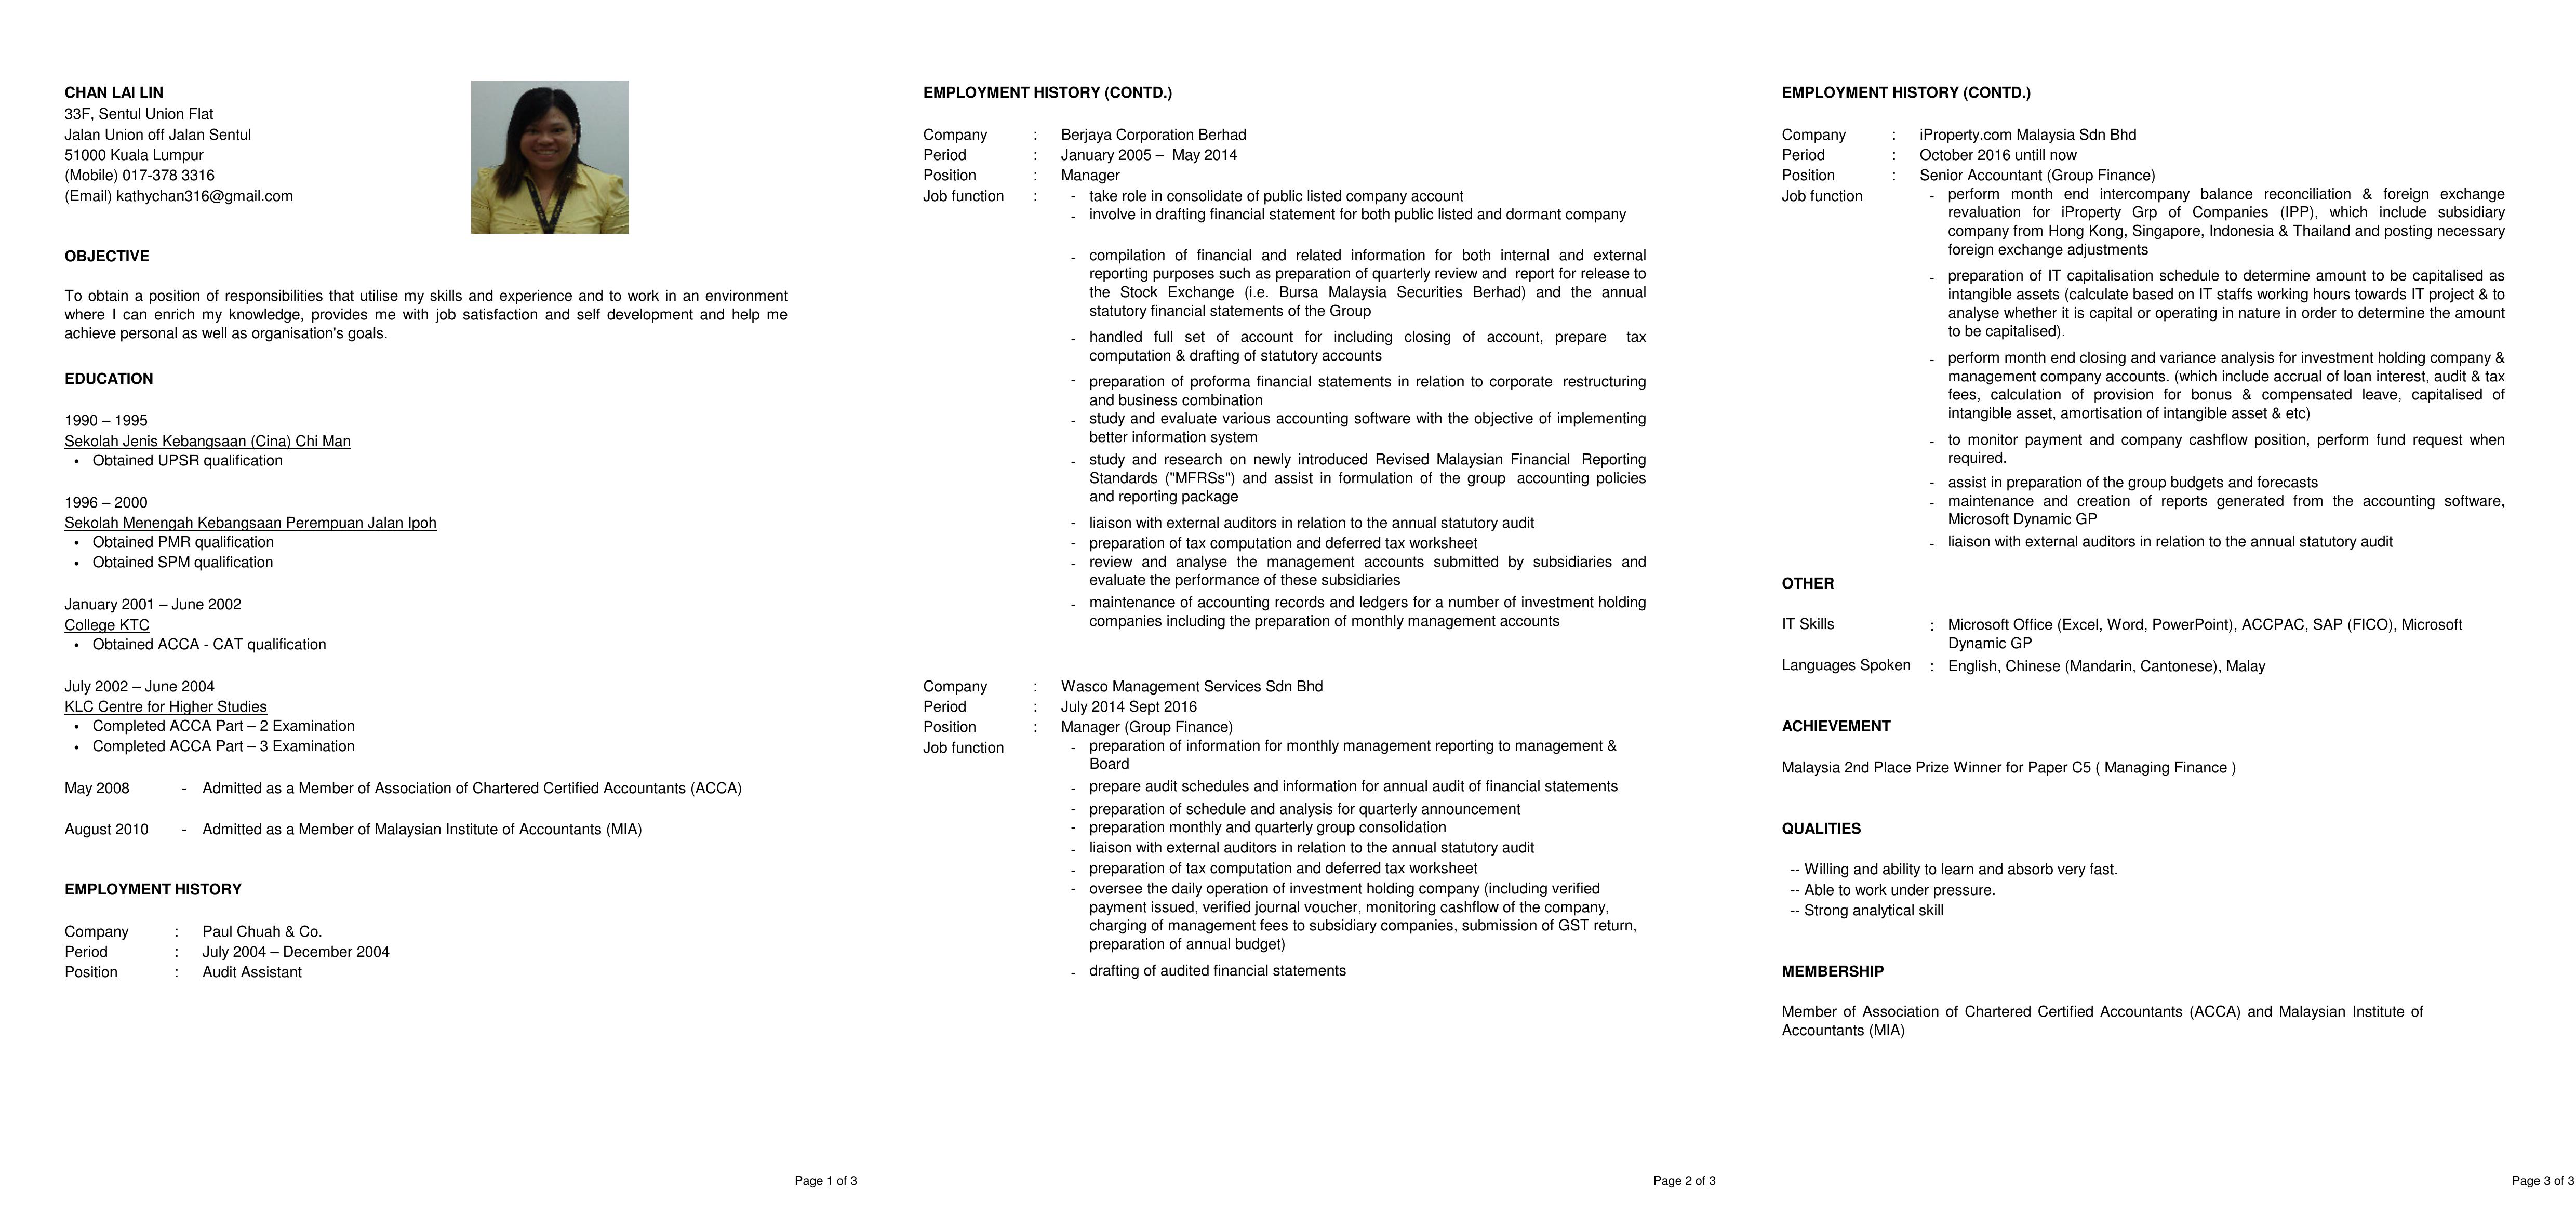 CHAN LAI LIN
33F, Sentul Union Flat
Jalan Union off Jalan Sentul
51000 Kuala Lumpur
(Mobile) 017-378 3316
(Email) kathychan316@gmail.com
OBJECTIVE
To obtain a position of responsibilities that utilise my skills and experience and to work in an environment
where I can enrich my knowledge, provides me with job satisfaction and self development and help me
achieve personal as well as organisation's goals.
EDUCATION
1990 – 1995
Sekolah Jenis Kebangsaan (Cina) Chi Man
• Obtained UPSR qualification
1996 – 2000
Sekolah Menengah Kebangsaan Perempuan Jalan Ipoh
• Obtained PMR qualification
• Obtained SPM qualification
January 2001 – June 2002
College KTC
• Obtained ACCA - CAT qualification
July 2002 – June 2004
KLC Centre for Higher Studies
• Completed ACCA Part – 2 Examination
• Completed ACCA Part – 3 Examination
May 2008 - Admitted as a Member of Association of Chartered Certified Accountants (ACCA)
August 2010 - Admitted as a Member of Malaysian Institute of Accountants (MIA)
EMPLOYMENT HISTORY
Company : Paul Chuah & Co.
Period : July 2004 – December 2004
Position : Audit Assistant
Page 1 of 3
EMPLOYMENT HISTORY (CONTD.)
Company : Berjaya Corporation Berhad
Period : January 2005 – May 2014
Position : Manager
Job function : - take role in consolidate of public listed company account
- involve in drafting financial statement for both public listed and dormant company
- compilation of financial and related information for both internal and external
reporting purposes such as preparation of quarterly review and report for release to
the Stock Exchange (i.e. Bursa Malaysia Securities Berhad) and the annual
statutory financial statements of the Group
- handled full set of account for including closing of account, prepare tax
computation & drafting of statutory accounts
- preparation of proforma financial statements in relation to corporate restructuring
and business combination
- study and evaluate various accounting software with the objective of implementing
better information system
- study and research on newly introduced Revised Malaysian Financial Reporting
Standards ("MFRSs") and assist in formulation of the group accounting policies
and reporting package
- liaison with external auditors in relation to the annual statutory audit
- preparation of tax computation and deferred tax worksheet
- review and analyse the management accounts submitted by subsidiaries and
evaluate the performance of these subsidiaries
- maintenance of accounting records and ledgers for a number of investment holding
companies including the preparation of monthly management accounts
Company : Wasco Management Services Sdn Bhd
Period : July 2014 Sept 2016
Position : Manager (Group Finance)
Job function - preparation of information for monthly management reporting to management &
Board
- prepare audit schedules and information for annual audit of financial statements
- preparation of schedule and analysis for quarterly announcement
- preparation monthly and quarterly group consolidation
- liaison with external auditors in relation to the annual statutory audit
- preparation of tax computation and deferred tax worksheet
- oversee the daily operation of investment holding company (including verified
payment issued, verified journal voucher, monitoring cashflow of the company,
charging of management fees to subsidiary companies, submission of GST return,
preparation of annual budget)
- drafting of audited financial statements
Page 2 of 3
EMPLOYMENT HISTORY (CONTD.)
Company : iProperty.com Malaysia Sdn Bhd
Period : October 2016 untill now
Position : Senior Accountant (Group Finance)
Job function - perform month end intercompany balance reconciliation & foreign exchange
revaluation for iProperty Grp of Companies (IPP), which include subsidiary
company from Hong Kong, Singapore, Indonesia & Thailand and posting necessary
foreign exchange adjustments
- preparation of IT capitalisation schedule to determine amount to be capitalised as
intangible assets (calculate based on IT staffs working hours towards IT project & to
analyse whether it is capital or operating in nature in order to determine the amount
to be capitalised).
- perform month end closing and variance analysis for investment holding company &
management company accounts. (which include accrual of loan interest, audit & tax
fees, calculation of provision for bonus & compensated leave, capitalised of
intangible asset, amortisation of intangible asset & etc)
- to monitor payment and company cashflow position, perform fund request when
required.
- assist in preparation of the group budgets and forecasts
- maintenance and creation of reports generated from the accounting software,
Microsoft Dynamic GP
- liaison with external auditors in relation to the annual statutory audit
OTHER
IT Skills : Microsoft Office (Excel, Word, PowerPoint), ACCPAC, SAP (FICO), Microsoft
Dynamic GP
Languages Spoken : English, Chinese (Mandarin, Cantonese), Malay
ACHIEVEMENT
Malaysia 2nd Place Prize Winner for Paper C5 ( Managing Finance )
QUALITIES
-- Willing and ability to learn and absorb very fast.
-- Able to work under pressure.
-- Strong analytical skill
MEMBERSHIP
Member of Association of Chartered Certified Accountants (ACCA) and Malaysian Institute of
Accountants (MIA)
Page 3 of 3